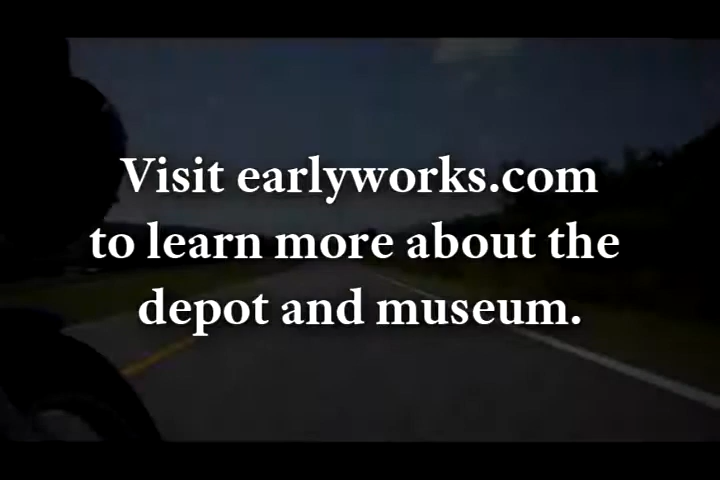 Visit earlyworks.com
to learn more about the
depot and museum.